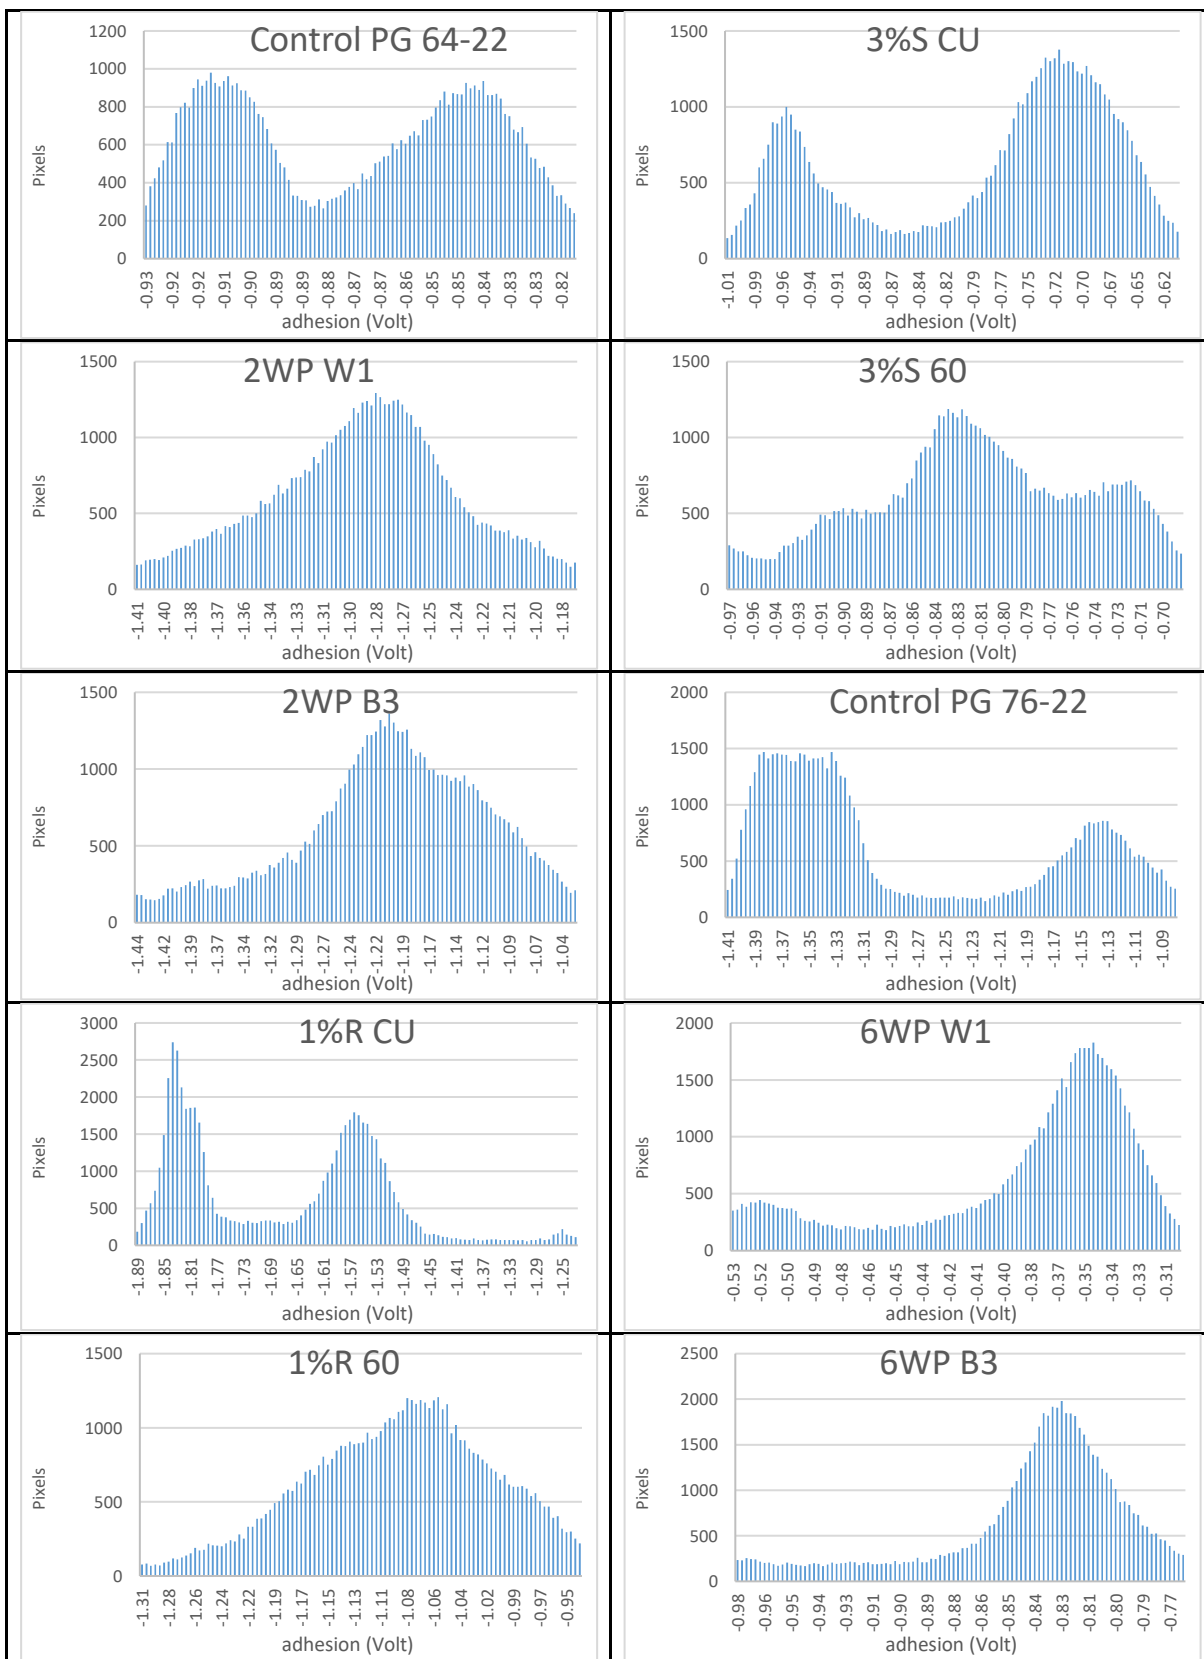 Control PG 64-22
1200
1000
800
600
400
200
0
Pixels
-0.93 -0.92 -0.92 -0.91 -0.90 -0.89 -0.89 -0.88 -0.87 -0.87 -0.86 -0.85 -0.85 -0.84 -0.83 -0.83 -0.82
adhesion (Volt)
3%S CU
1500
1000
500
0
Pixels
-1.01 -0.99 -0.96 -0.94 -0.91 -0.89 -0.87 -0.84 -0.82 -0.79 -0.77 -0.75 -0.72 -0.70 -0.67 -0.65 -0.62
adhesion (Volt)
2WP W1
1500
1000
500
0
Pixels
-1.41 -1.40 -1.38 -1.37 -1.36 -1.34 -1.33 -1.31 -1.30 -1.28 -1.27 -1.25 -1.24 -1.22 -1.21 -1.20 -1.18
adhesion (Volt)
3%S 60
1500
1000
500
0
Pixels
-0.97 -0.96 -0.94 -0.93 -0.91 -0.90 -0.89 -0.87 -0.86 -0.84 -0.83 -0.81 -0.80 -0.79 -0.77 -0.76 -0.74 -0.73 -0.71 -0.70
adhesion (Volt)
2WP B3
1500
1000
500
0
Pixels
-1.44 -1.42 -1.39 -1.37 -1.34 -1.32 -1.29 -1.27 -1.24 -1.22 -1.19 -1.17 -1.14 -1.12 -1.09 -1.07 -1.04
adhesion (Volt)
Control PG 76-22
2000
1500
1000
500
0
Pixels
-1.41 -1.39 -1.37 -1.35 -1.33 -1.31 -1.29 -1.27 -1.25 -1.23 -1.21 -1.19 -1.17 -1.15 -1.13 -1.11 -1.09
adhesion (Volt)
1%R CU
3000
2500
2000
1500
1000
500
0
Pixels
-1.89 -1.85 -1.81 -1.77 -1.73 -1.69 -1.65 -1.61 -1.57 -1.53 -1.49 -1.45 -1.41 -1.37 -1.33 -1.29 -1.25
adhesion (Volt)
6WP W1
2000
1500
1000
500
0
Pixels
-0.53 -0.52 -0.50 -0.49 -0.48 -0.46 -0.45 -0.44 -0.42 -0.41 -0.40 -0.38 -0.37 -0.35 -0.34 -0.33 -0.31
adhesion (Volt)
1%R 60
1500
1000
500
0
Pixels
-1.31 -1.28 -1.26 -1.24 -1.22 -1.19 -1.17 -1.15 -1.13 -1.11 -1.08 -1.06 -1.04 -1.02 -0.99 -0.97 -0.95
adhesion (Volt)
6WP B3
2500
2000
1500
1000
500
0
Pixels
-0.98 -0.96 -0.95 -0.94 -0.93 -0.91 -0.90 -0.89 -0.88 -0.86 -0.85 -0.84 -0.83 -0.81 -0.80 -0.79 -0.77
adhesion (Volt)